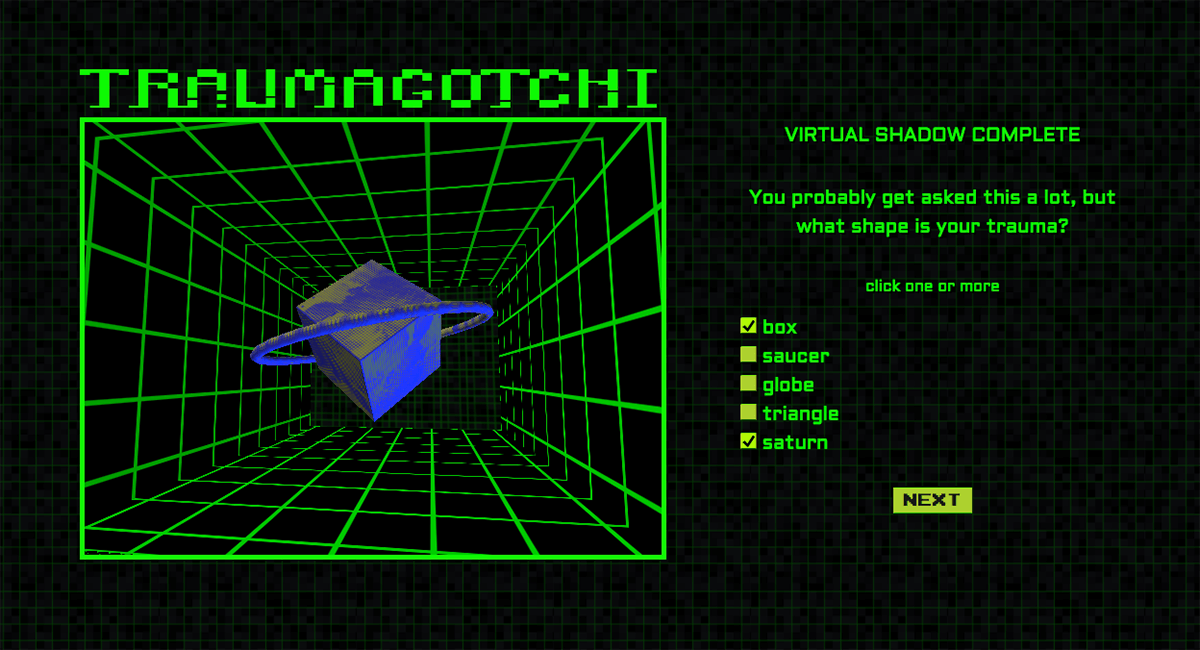 TRAUMAGOTCHI
VIRTUAL SHADOW COMPLETE
You probably get asked this a lot, but
what shape is your trauma?
click one or more
box
saucer
globe
triangle
saturn
NEXT